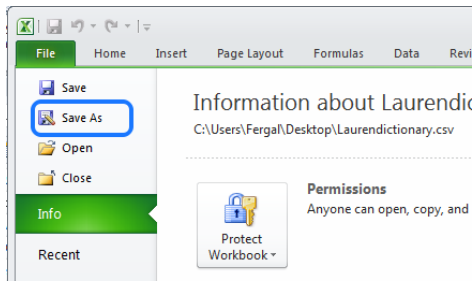 File Home Insert Page Layout Formulas Data
Save
Save As
Open
Close
Info
Recent
Information about
C:\Users\Fergal\Desktop\Laurendictionary.csv
Protect
Workbook
Permissions
Anyone can open, copy, and